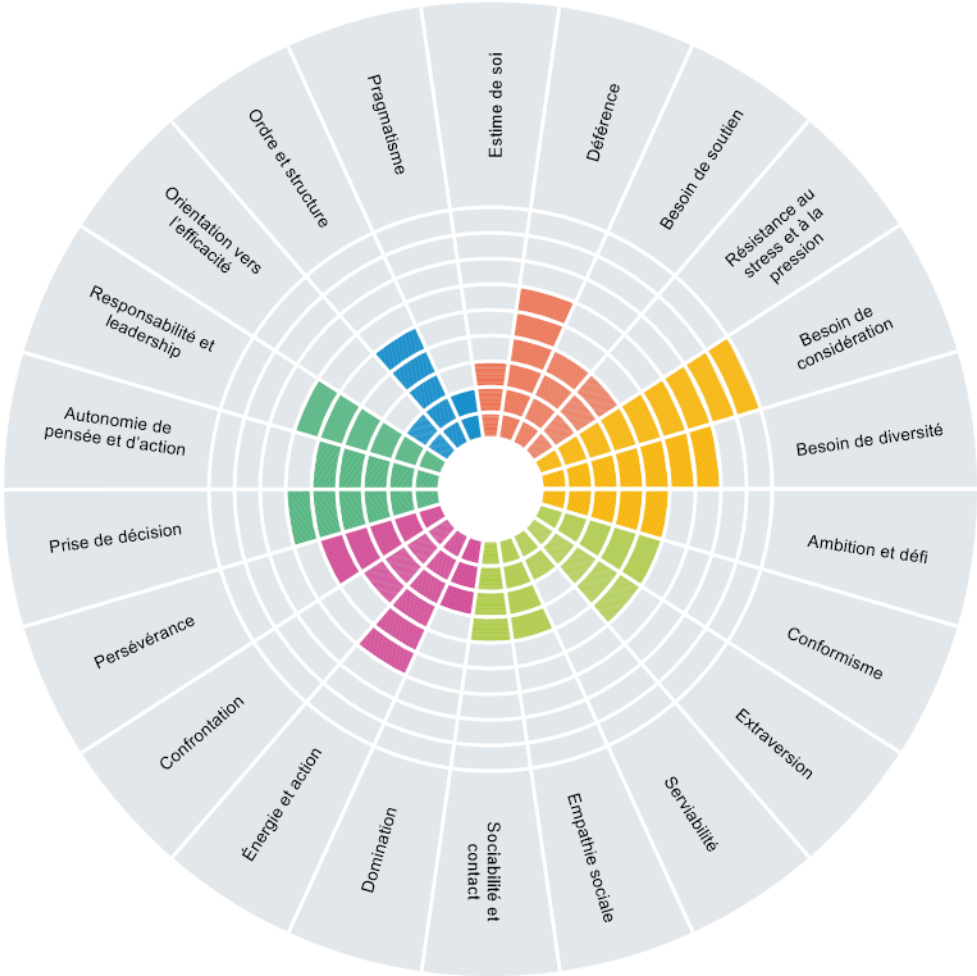 Estime de soi
Déférence
Besoin de soutien
Résistance au
stress et à la
pression
Besoin de
considération
Besoin de diversité
Ambition et défi
Conformisme
Extraversion
Serviabilité
Empathie sociale
Sociabilité et
contact
Domination
Énergie et action
Confrontation
Persévérance
Prise de décision
Autonomie de
pensée et d'action
Responsabilité et
leadership
Orientation vers
l'efficacité
Ordre et structure
Pragmatisme